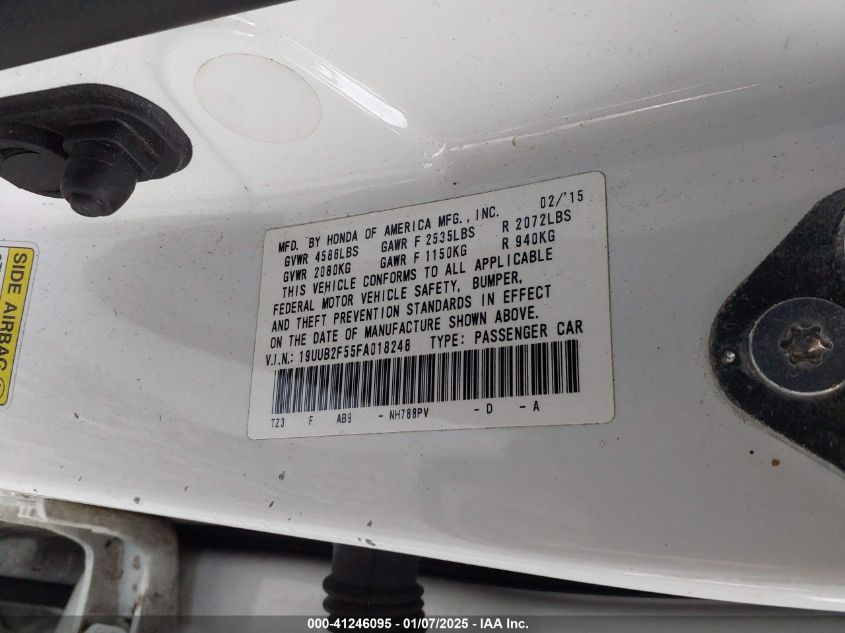 02/'15
MFD. BY HONDA OF AMERICA MFG., INC.
GVWR 4586LBS GAWR F 2535LBS R 2072LBS
GVWR 2080KG GAWR F 1150KG R 940KG
THIS VEHICLE CONFORMS TO ALL APPLICABLE
FEDERAL MOTOR VEHICLE SAFETY, BUMPER,
AND THEFT PREVENTION STANDARDS IN EFFECT
ON THE DATE OF MANUFACTURE SHOWN ABOVE.
V.I.N.: 19UUB2F55FA018248 TYPE: PASSENGER CAR
T23 F AB9 - NH788PV - D - A
SIDE AIRBAG
000-41246095 - 01/07/2025 - IAA Inc.